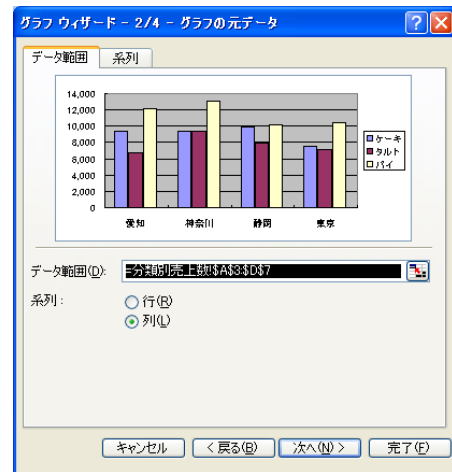 グラフ ウィザード - 2/4 - グラフの元データ
データ範囲 系列
14,000
12,000
10,000
8,000
6,000
4,000
2,000
0
愛知 神奈川 静岡 東京
ケーキ
タルト
パイ
データ範囲(D): =分類別売上数!$A$3:$D$7
系列: 行(R)
列(L)
キャンセル < 戻る(B) 次へ(N) > 完了(F)